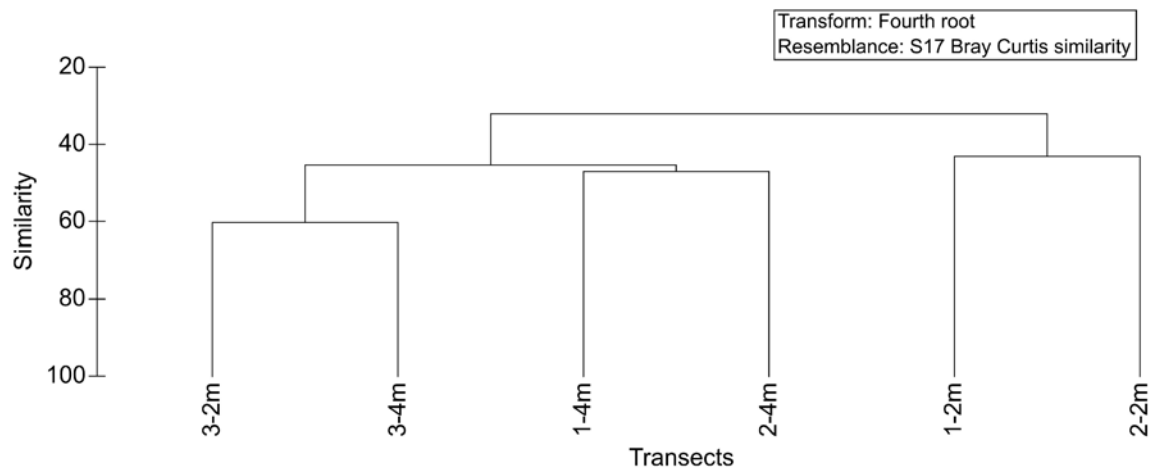 Transform: Fourth root
Resemblance: S17 Bray Curtis similarity
20
40
60
80
100
Similarity
3-2m
3-4m
1-4m
2-4m
1-2m
2-2m
Transects